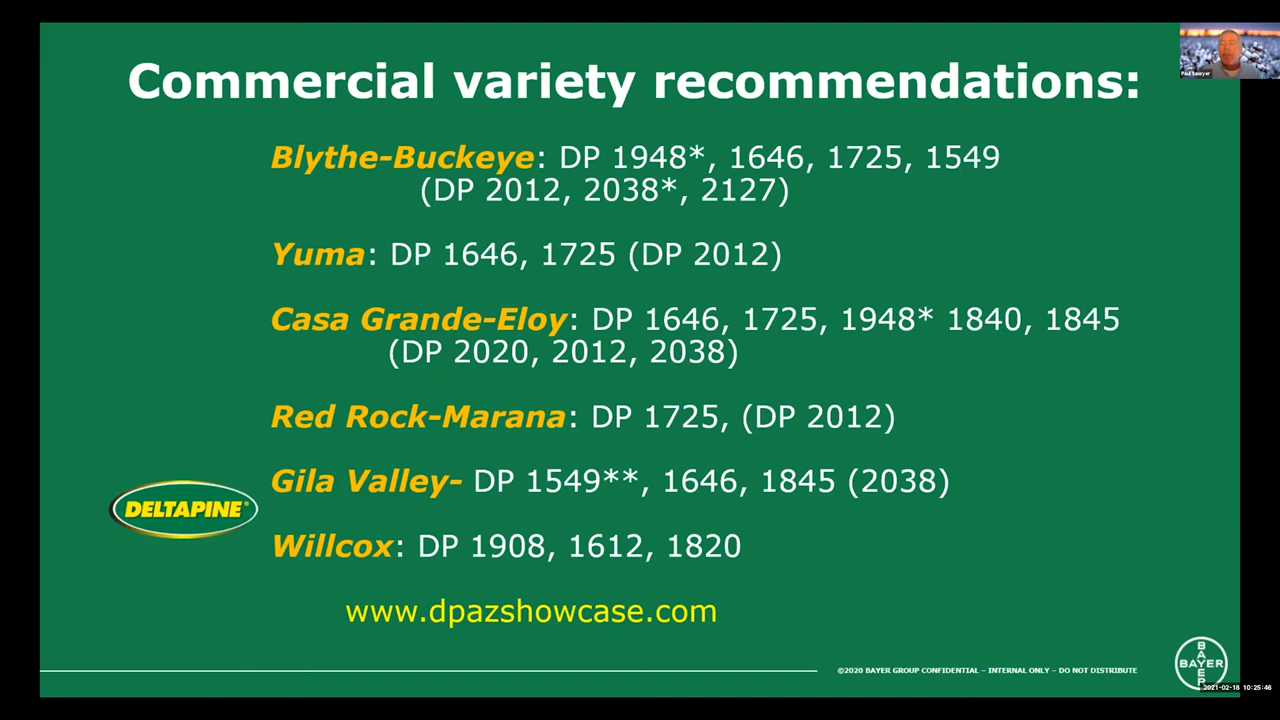 Commercial variety recommendations:
Paul Sawyer
Blythe-Buckeye: DP 1948*, 1646, 1725, 1549
(DP 2012, 2038*, 2127)
Yuma: DP 1646, 1725 (DP 2012)
Casa Grande-Eloy: DP 1646, 1725, 1948* 1840, 1845
(DP 2020, 2012, 2038)
Red Rock-Marana: DP 1725, (DP 2012)
Gila Valley- DP 1549**, 1646, 1845 (2038)
DELTAPINE®
Willcox: DP 1908, 1612, 1820
www.dpazshowcase.com
©2020 BAYER GROUP CONFIDENTIAL – INTERNAL ONLY – DO NOT DISTRIBUTE
BAYER
2021-02-18 10:25:46